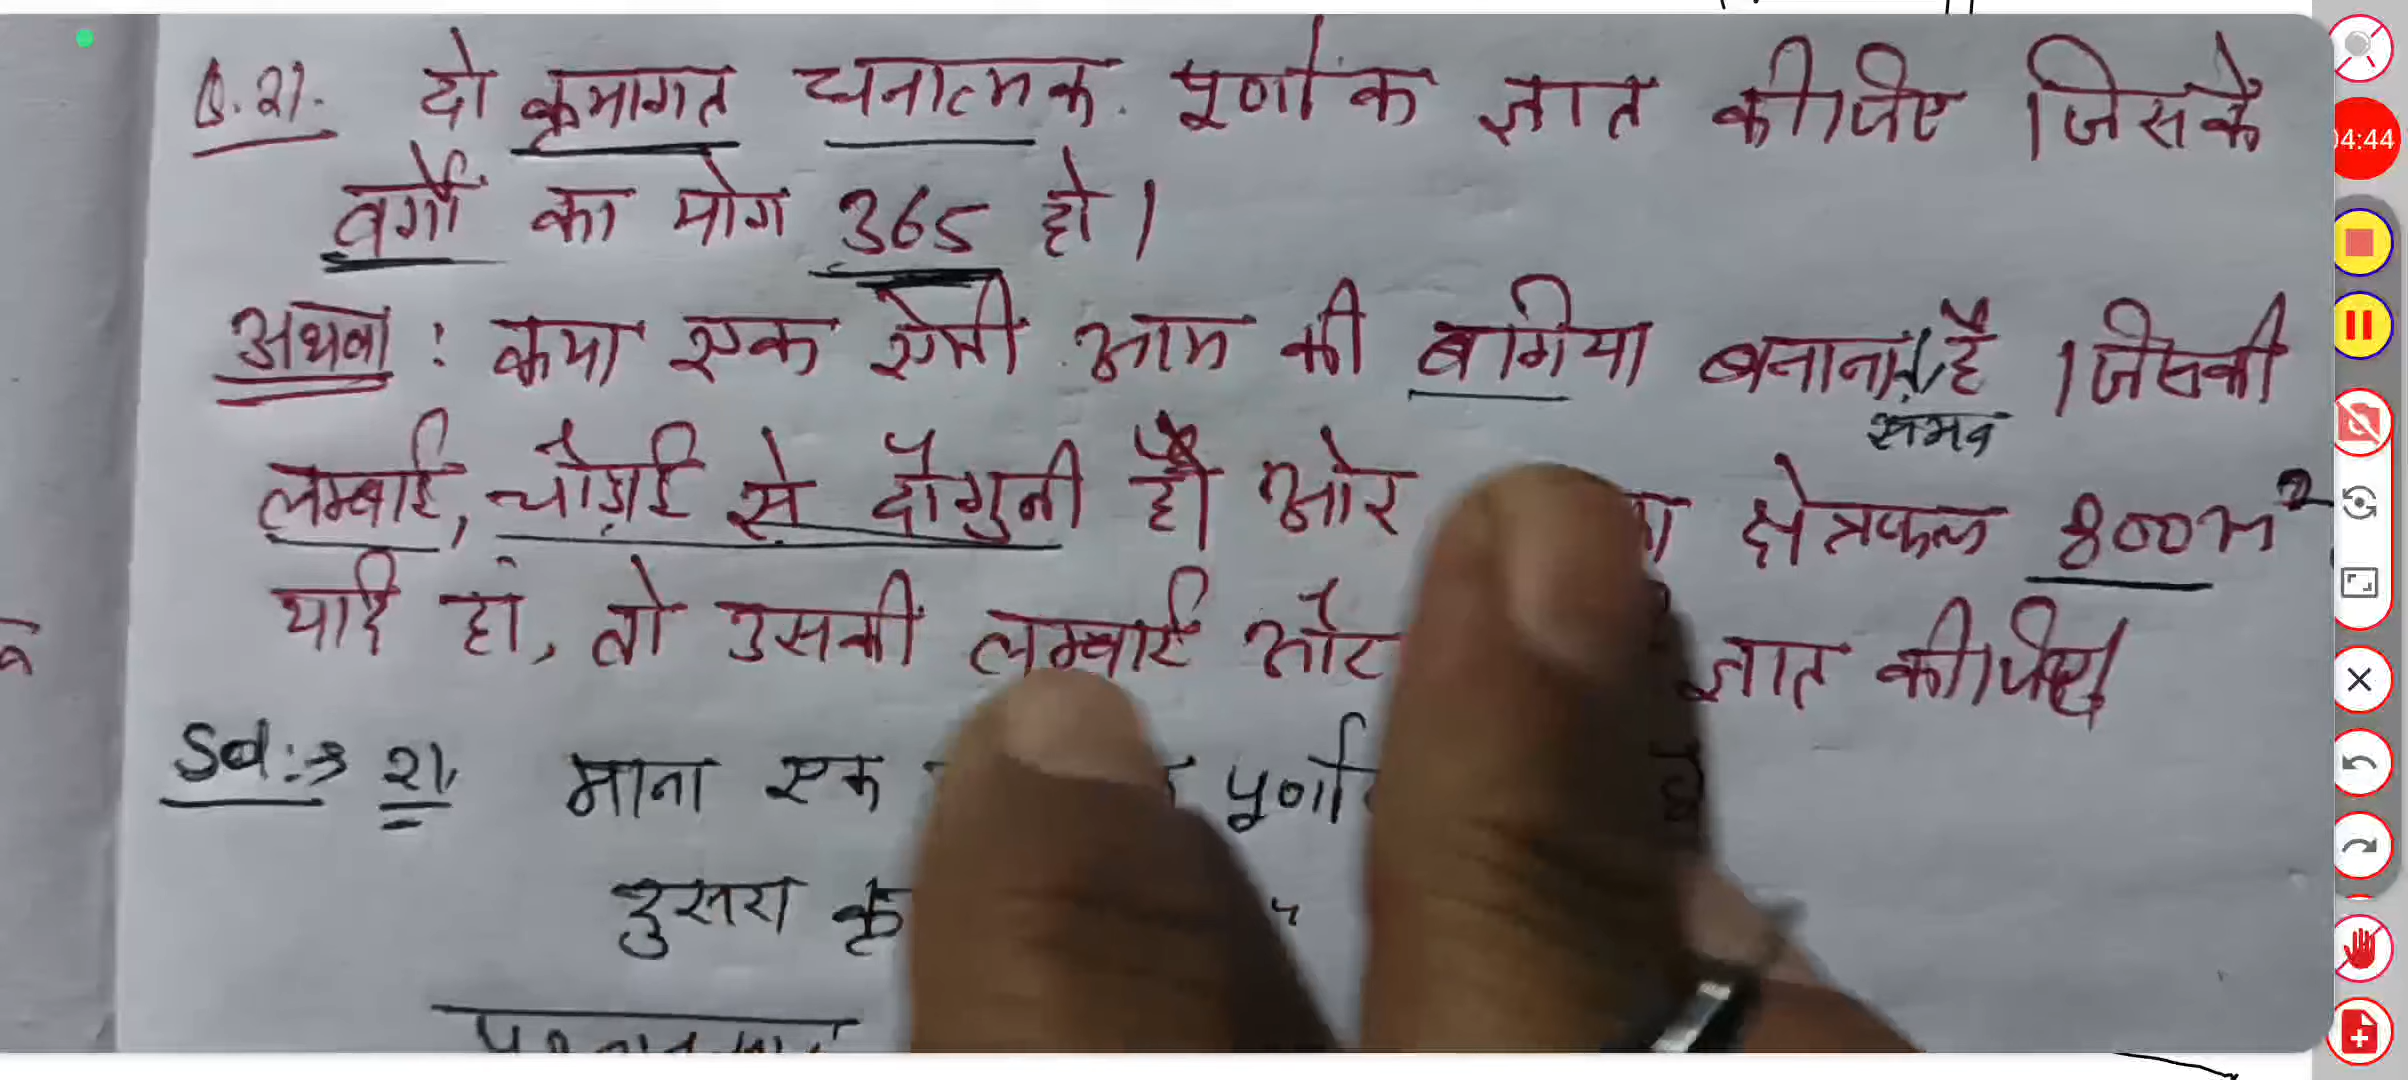 Q.21. दो क्रमागत धनात्मक पूर्णांक ज्ञात कीजिए जिसके
वर्गों का योग 365 हो।
अथवा : क्या एक ऐसी आम की बगिया बनाना संभव है जिसकी
लम्बाई, चौड़ाई से दोगुनी हो और क्षेत्रफल 800m²
यदि हां, तो उसकी लम्बाई और ज्ञात कीजिए
Sol:→ 21. माना एक
दुसरा
04:44